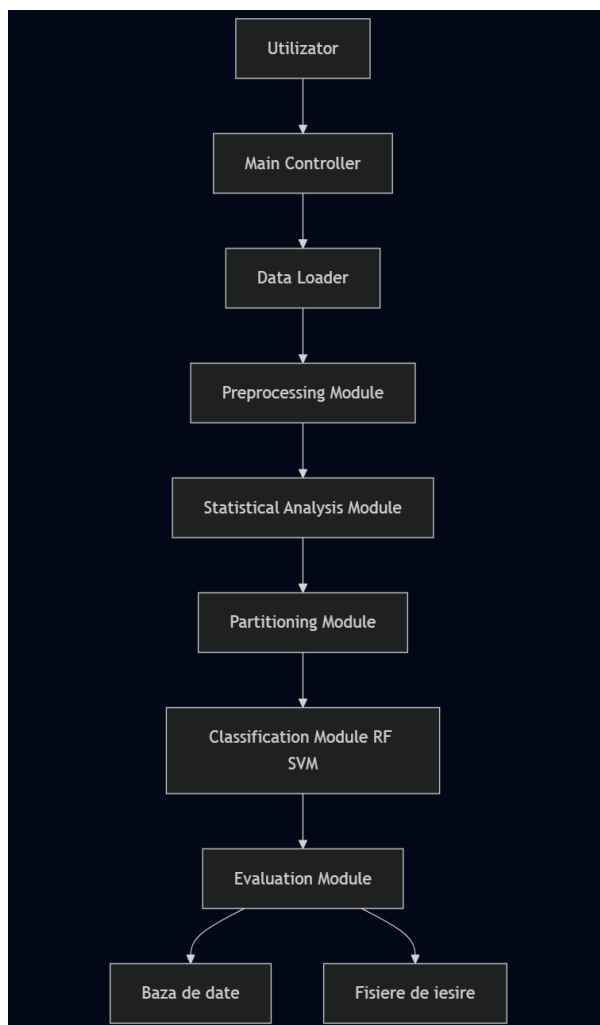 Utilizator
Main Controller
Data Loader
Preprocessing Module
Statistical Analysis Module
Partitioning Module
Classification Module RF
SVM
Evaluation Module
Baza de date
Fisiere de iesire